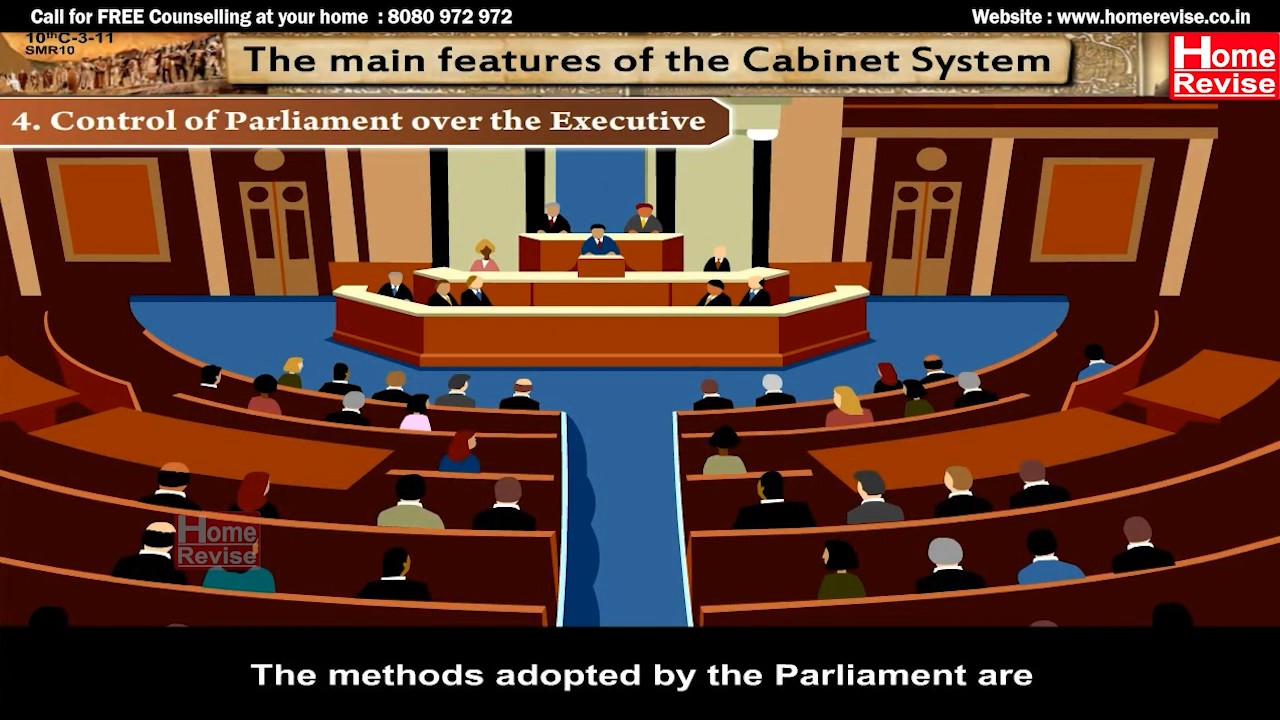 Call for FREE Counselling at your home : 8080 972 972
Website : www.homerevise.co.in
10thC-3-11
SMR10
The main features of the Cabinet System
Home
Revise
4. Control of Parliament over the Executive
Home
Revise
The methods adopted by the Parliament are